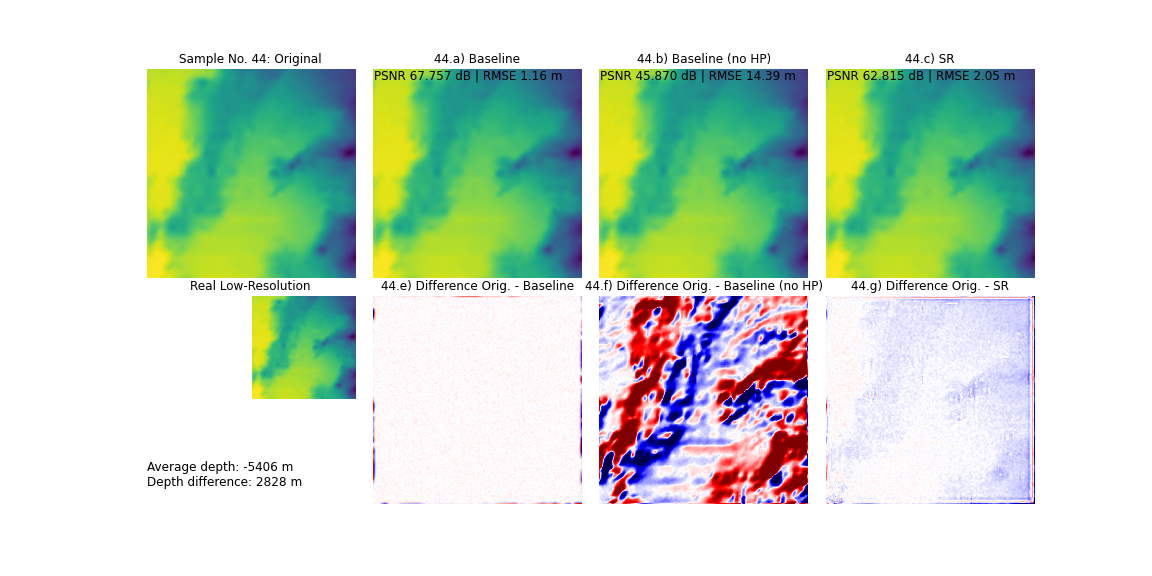 Sample No. 44: Original
44.a) Baseline
44.b) Baseline (no HP)
44.c) SR
PSNR 67.757 dB | RMSE 1.16 m
PSNR 45.870 dB | RMSE 14.39 m
PSNR 62.815 dB | RMSE 2.05 m
Real Low-Resolution
44.e) Difference Orig. - Baseline
44.f) Difference Orig. - Baseline (no HP)
44.g) Difference Orig. - SR
Average depth: -5406 m
Depth difference: 2828 m